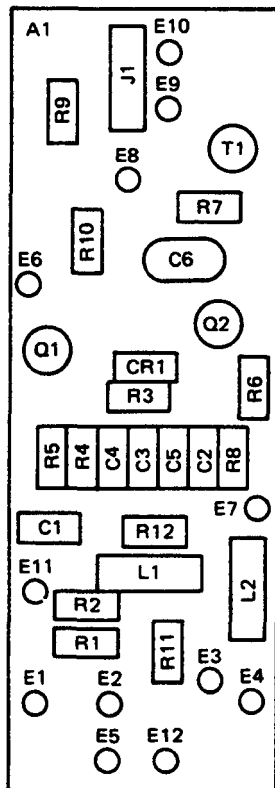 A1
E10
J1
E9
R9
T1
E8
R7
R10
C6
E6
Q2
Q1
CR1
R3
R6
R5 R4 C4 C3 C5 C2 R8
E7
C1
R12
E11
L1
L2
R2
R1
R11
E3
E1 E2 E4
E5 E12